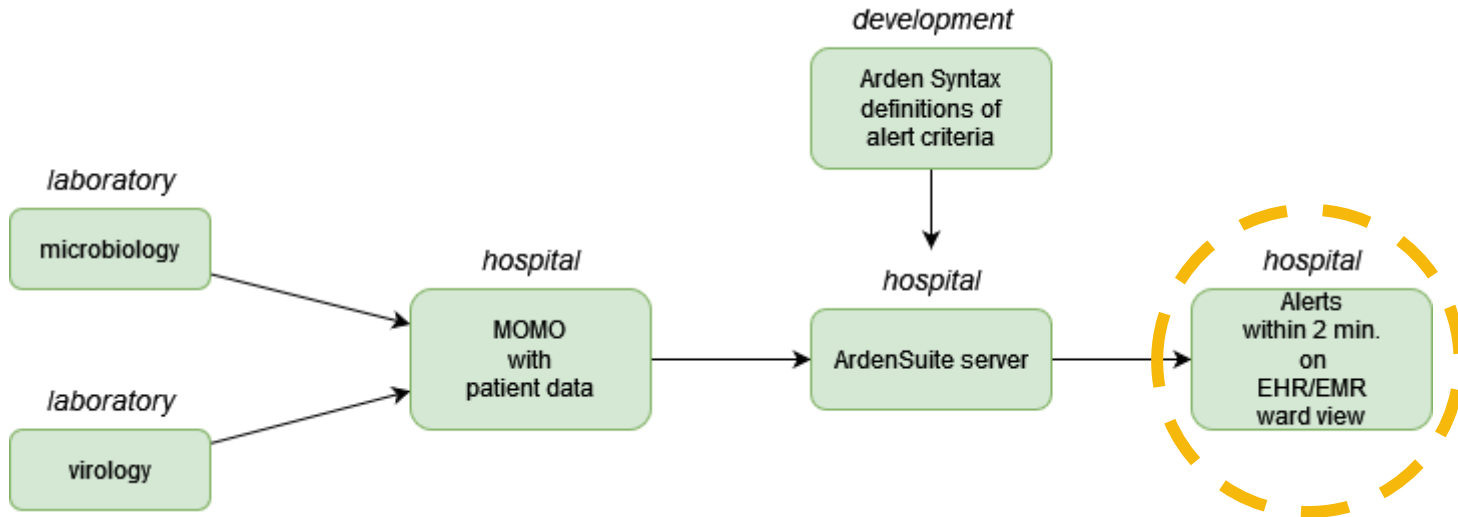 development
Arden Syntax
definitions of
alert criteria
laboratory
microbiology
hospital
MOMO
with
patient data
hospital
ArdenSuite server
hospital
Alerts
within 2 min.
on
EHR/EMR
ward view
laboratory
virology